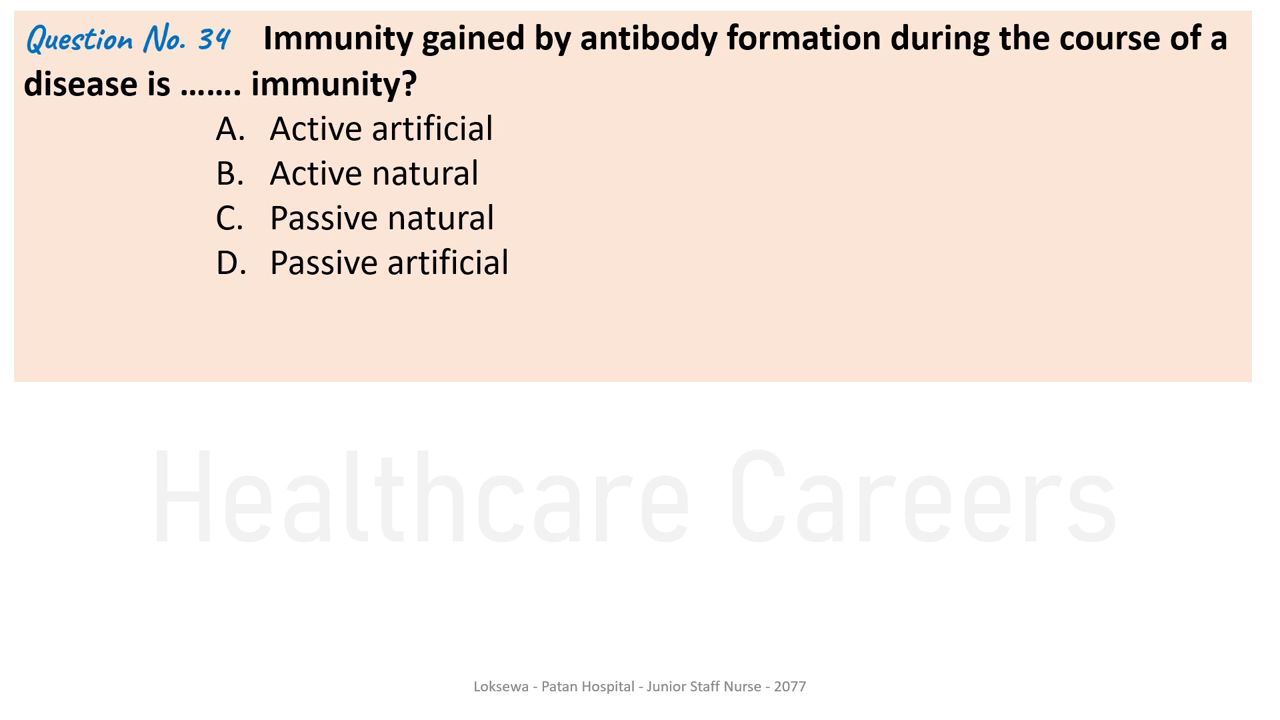 Question No. 34 Immunity gained by antibody formation during the course of a
disease is ....... immunity?
A. Active artificial
B. Active natural
C. Passive natural
D. Passive artificial
Healthcare Careers
Loksewa - Patan Hospital - Junior Staff Nurse - 2077